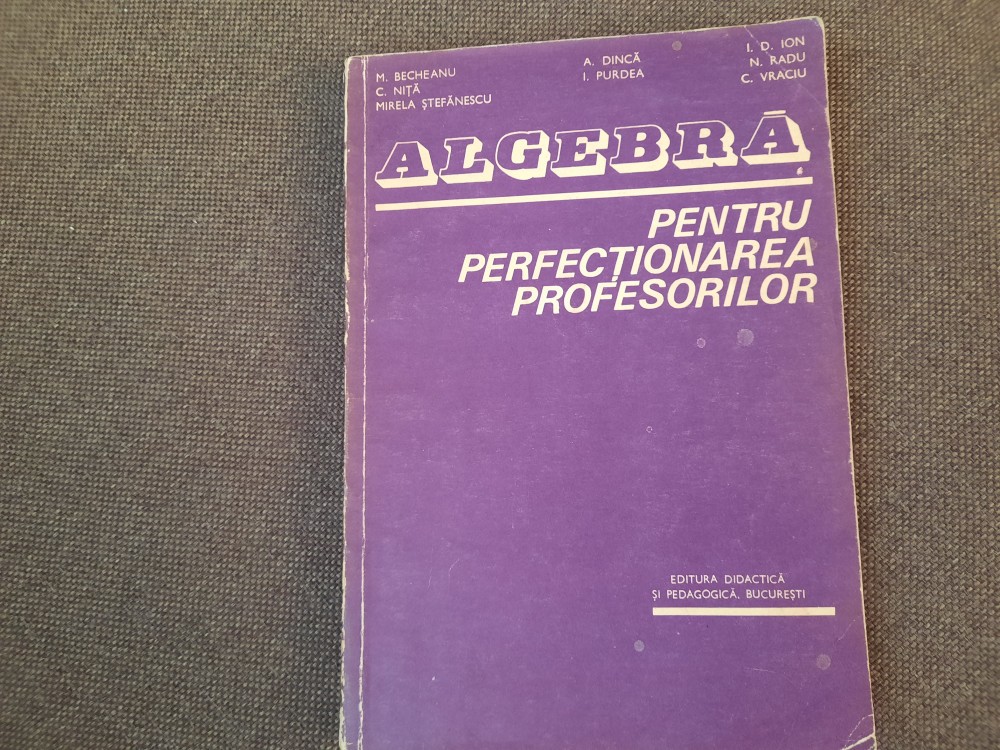 M. BECHEANU
C. NIȚĂ
MIRELA ȘTEFĂNESCU
A. DINCĂ
I. PURDEA
I. D. ION
N. RADU
C. VRACIU
ALGEBRĂ
PENTRU
PERFECȚIONAREA
PROFESORILOR
EDITURA DIDACTICĂ
ȘI PEDAGOGICĂ. BUCUREȘTI